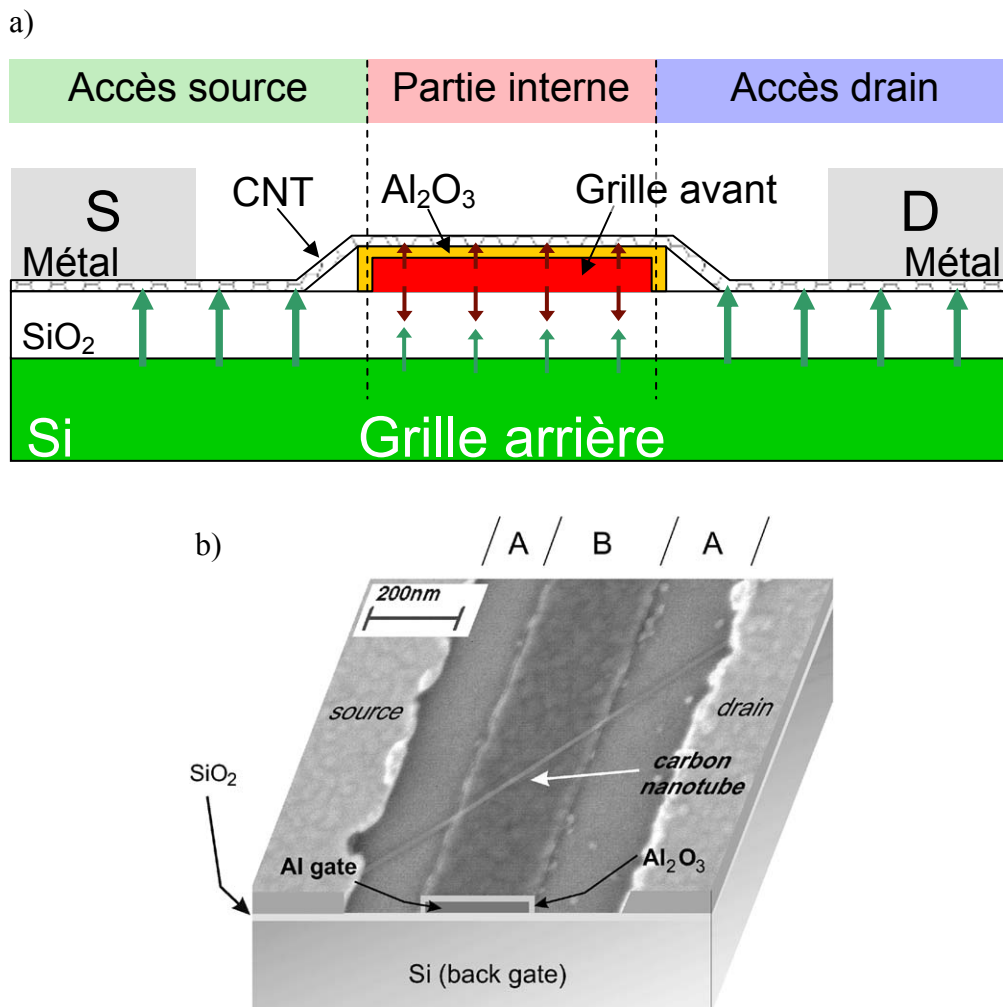 a)
Accès source Partie interne Accès drain
CNT Al₂O₃ Grille avant
S D
Métal Métal
SiO₂
Si Grille arrière
b)
A B A
200nm
source drain
carbon
nanotube
SiO₂
Al gate Al₂O₃
Si (back gate)